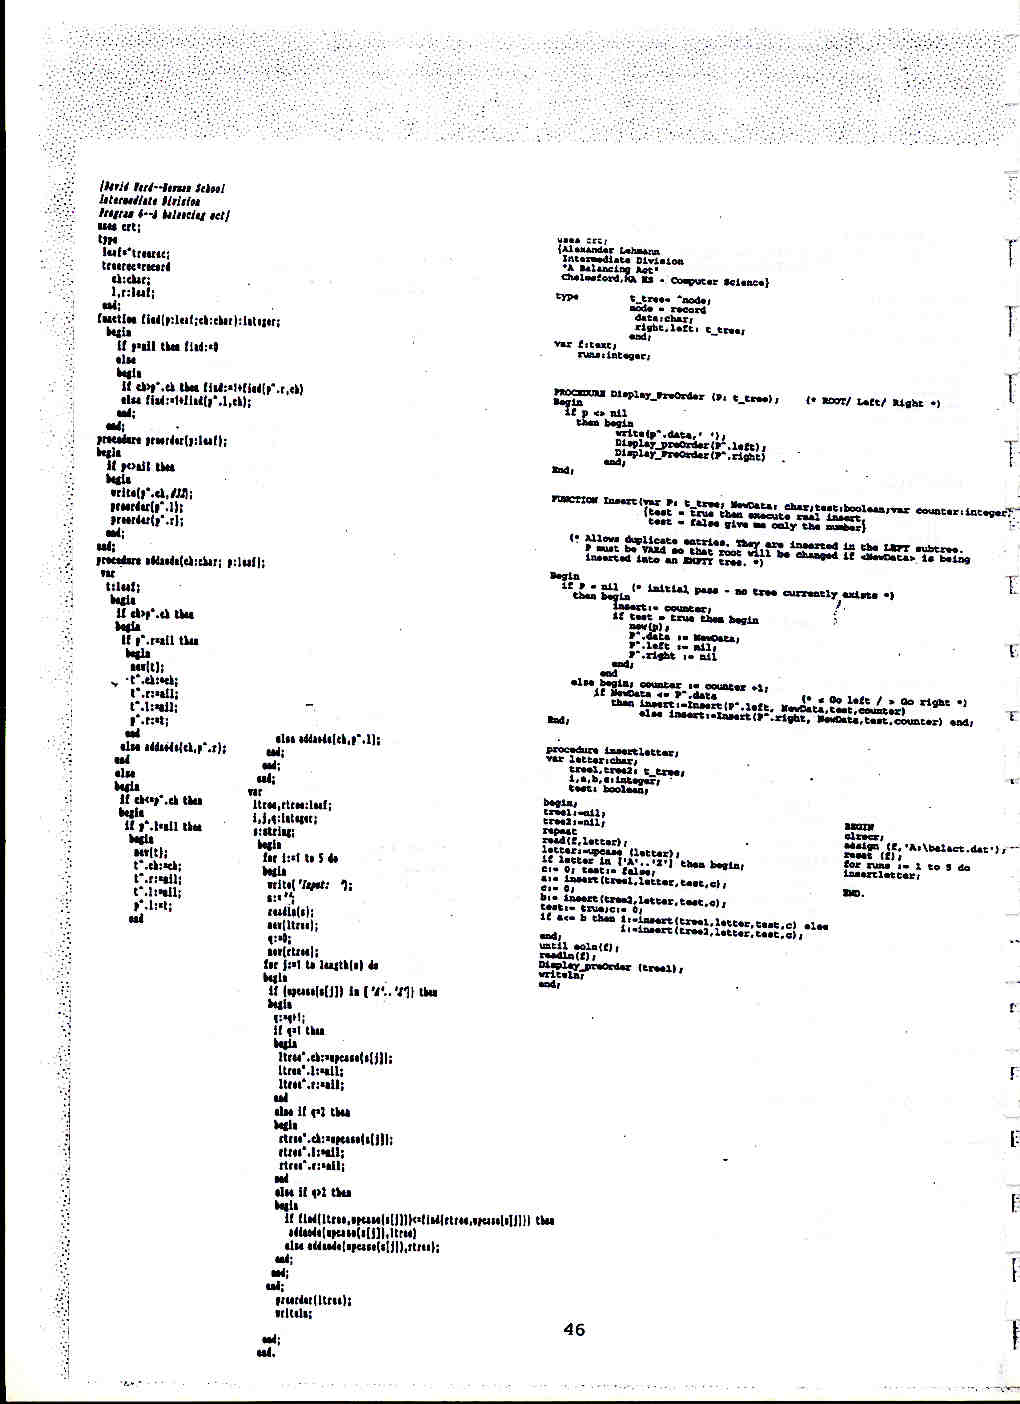 Intermediate Division
Program 6--A balancing act}
uses crt;
type
leaf=^treerec;
treerec=record
ch:char;
l,r:leaf;
end;
function find(p:leaf;ch:char):integer;
begin
if p=nil then find:=0
else
begin
if ch>p^.ch then find:=1+find(p^.r,ch)
else find:=1+find(p^.l,ch);
end;
end;
procedure preorder(p:leaf);
begin
if p<>nil then
begin
write(p^.ch,#32);
preorder(p^.l);
preorder(p^.r);
end;
end;
procedure addnode(ch:char; p:leaf);
var
t:leaf;
begin
if ch>p^.ch then
begin
if p^.r=nil then
begin
new(t);
t^.ch:=ch;
t^.r:=nil;
t^.l:=nil;
p^.r:=t;
end
else addnode(ch,p^.r);
end
else
begin
if ch<=p^.ch then
begin
if p^.l=nil then
begin
new(t);
t^.ch:=ch;
t^.r:=nil;
t^.l:=nil;
p^.l:=t;
end
else addnode(ch,p^.l);
end;
end;
end;
var
ltree,rtree:leaf;
i,j,q:integer;
s:string;
begin
for i:=1 to 5 do
begin
write('Input: ');
s:='';
readln(s);
new(ltree);
q:=0;
new(rtree);
for j:=1 to length(s) do
begin
if (upcase(s[j]) in ['A'..'Z']) then
begin
q:=q+1;
if q=1 then
begin
ltree^.ch:=upcase(s[j]);
ltree^.l:=nil;
ltree^.r:=nil;
end
else if q=2 then
begin
rtree^.ch:=upcase(s[j]);
rtree^.l:=nil;
rtree^.r:=nil;
end
else if q>2 then
begin
if find(ltree,upcase(s[j]))<=find(rtree,upcase(s[j])) then
addnode(upcase(s[j]),ltree)
else addnode(upcase(s[j]),rtree);
end;
end;
end;
preorder(ltree);
writeln;
end;
end.
uses crt;
{Alexander Lehmann
Intermediate Division
"A Balancing Act"
Chelmsford,MA HS - Computer Science}
type t_tree= ^node;
node = record
data:char;
right,left: t_tree;
end;
var f:text;
runs:integer;
PROCEDURE Display_PreOrder (P: t_tree); (* ROOT/ Left/ Right *)
Begin
if p <> nil
then begin
write(p^.data,' ');
Display_preOrder(P^.left);
Display_PreOrder(P^.right)
end;
End;
FUNCTION Insert(var P: t_tree; NewData: char;test:boolean;var counter:integer
{test = true then execute real insert,
test = false give me only the number}
(* Allows duplicate entries. They are inserted in the LEFT subtree.
P must be VARd so that root will be changed if <NewData> is being
inserted into an EMPTY tree. *)
Begin
if P = nil (* initial pass - no tree currently exists *)
then begin
insert:= counter;
if test = true then begin
new(p);
P^.data := NewData;
P^.left := nil;
P^.right := nil
end;
end
else begin; counter := counter +1;
if NewData <= P^.data (* ≤ Go left / > Go right *)
then insert:=Insert(P^.left, NewData,test,counter)
else insert:=Insert(P^.right, NewData,test,counter) end;
End;
procedure insertletter;
var letter:char;
tree1,tree2: t_tree;
i,a,b,c:integer;
test: boolean;
begin;
tree1:=nil;
tree2:=nil;
repeat
read(f,letter);
letter:=upcase (letter);
if letter in ['A'..'Z'] then begin;
c:= 0; test:= false;
a:= insert(tree1,letter,test,c);
c:= 0;
b:= insert(tree2,letter,test,c);
test:= true;c:= 0;
if a<= b then i:=insert(tree1,letter,test,c) else
i:=insert(tree2,letter,test,c);
end;
until eoln(f);
readln(f);
Display_preOrder (tree1);
writeln;
end;
BEGIN
clrscr;
assign (f,'A:\balact.dat');
reset (f);
for runs := 1 to 5 do
insertletter;
END.
46